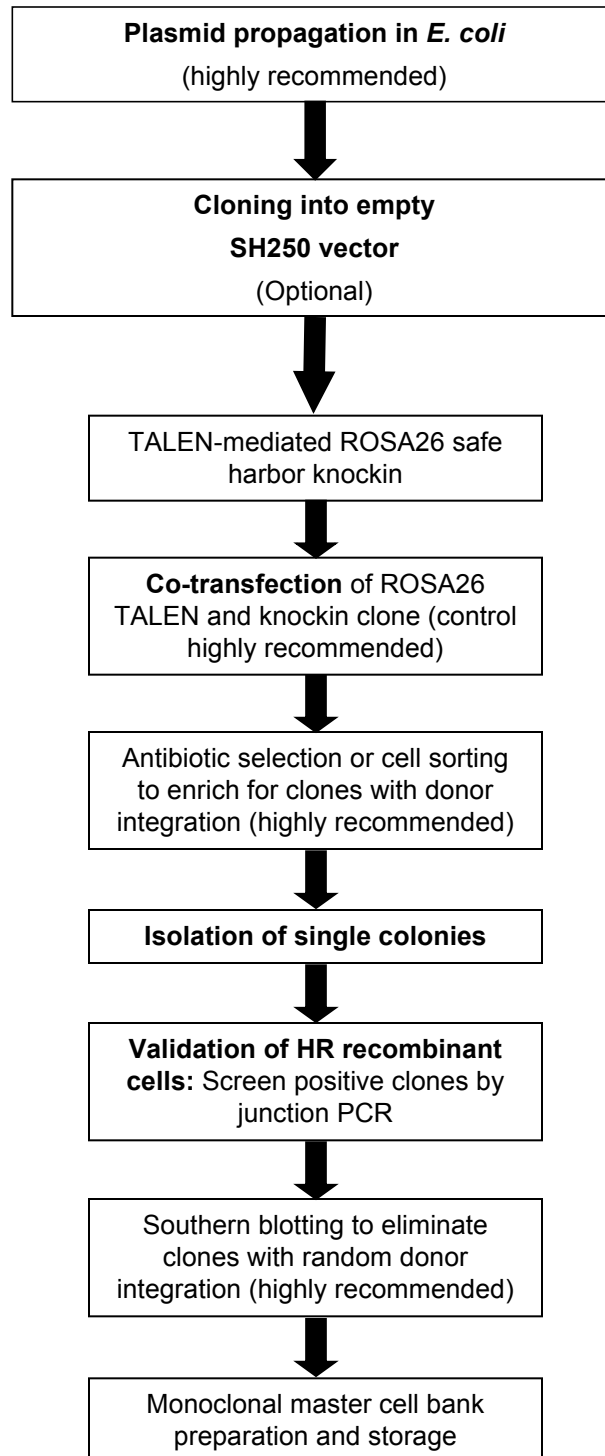 Plasmid propagation in E. coli
(highly recommended)
Cloning into empty
SH250 vector
(Optional)
TALEN-mediated ROSA26 safe
harbor knockin
Co-transfection of ROSA26
TALEN and knockin clone (control
highly recommended)
Antibiotic selection or cell sorting
to enrich for clones with donor
integration (highly recommended)
Isolation of single colonies
Validation of HR recombinant
cells: Screen positive clones by
junction PCR
Southern blotting to eliminate
clones with random donor
integration (highly recommended)
Monoclonal master cell bank
preparation and storage